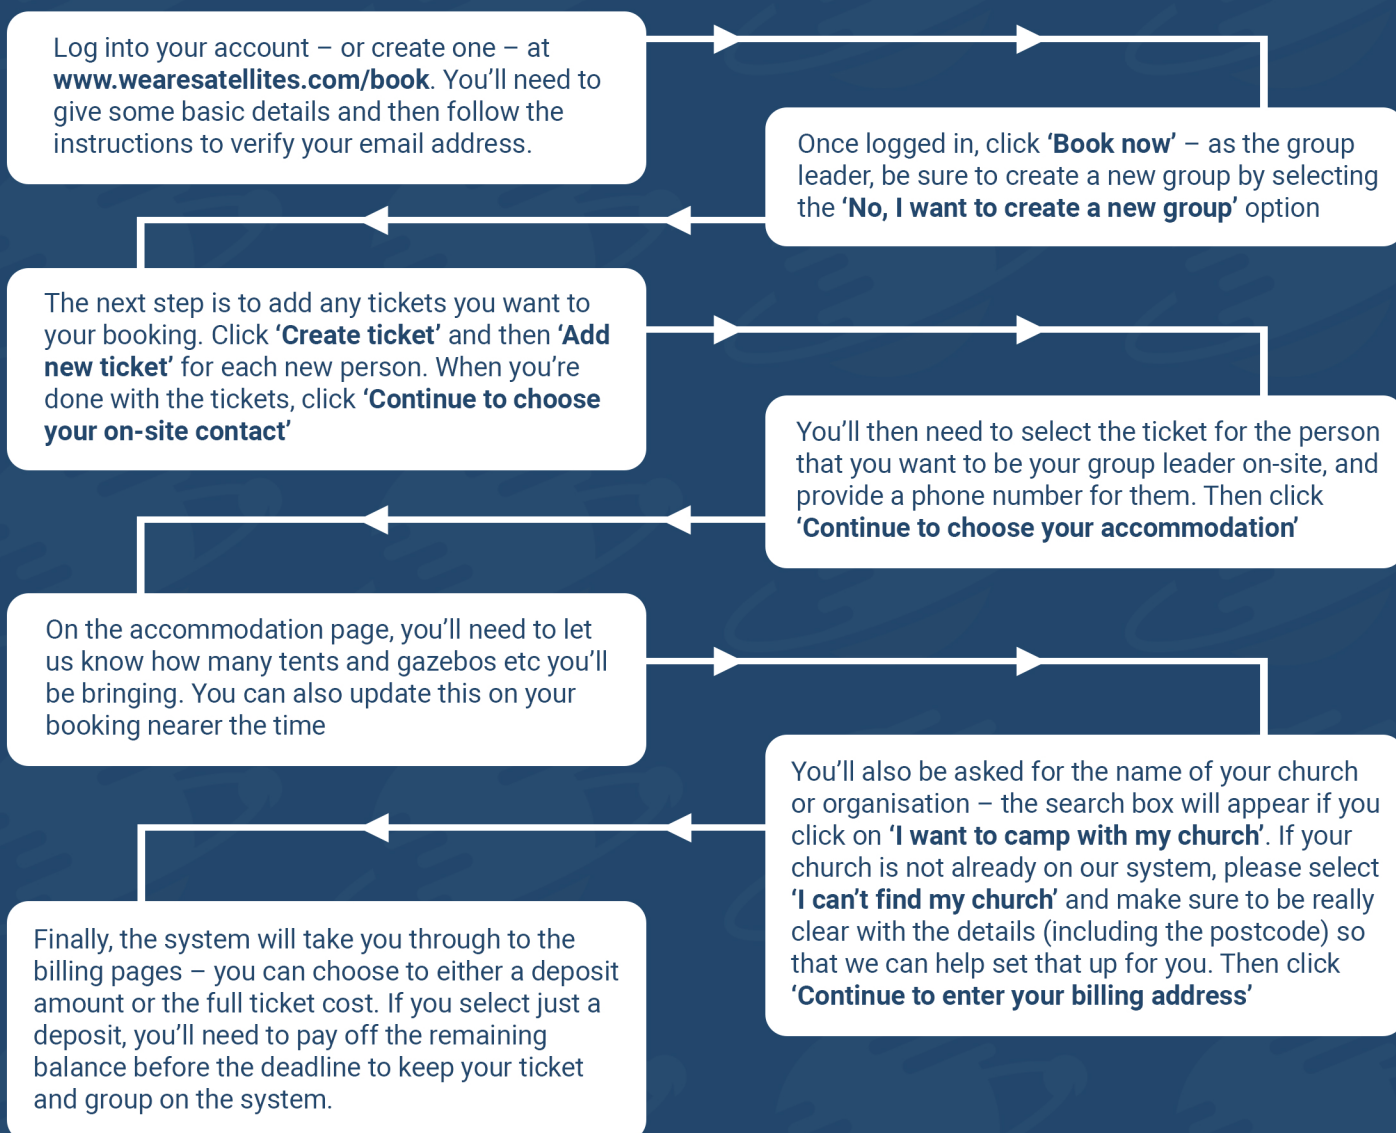 Log into your account – or create one – at
www.wearesatellites.com/book. You’ll need to
give some basic details and then follow the
instructions to verify your email address.
Once logged in, click ‘Book now’ – as the group
leader, be sure to create a new group by selecting
the ‘No, I want to create a new group’ option
The next step is to add any tickets you want to
your booking. Click ‘Create ticket’ and then ‘Add
new ticket’ for each new person. When you’re
done with the tickets, click ‘Continue to choose
your on-site contact’
You’ll then need to select the ticket for the person
that you want to be your group leader on-site, and
provide a phone number for them. Then click
‘Continue to choose your accommodation’
On the accommodation page, you’ll need to let
us know how many tents and gazebos etc you’ll
be bringing. You can also update this on your
booking nearer the time
You’ll also be asked for the name of your church
or organisation – the search box will appear if you
click on ‘I want to camp with my church’. If your
church is not already on our system, please select
‘I can’t find my church’ and make sure to be really
clear with the details (including the postcode) so
that we can help set that up for you. Then click
‘Continue to enter your billing address’
Finally, the system will take you through to the
billing pages – you can choose to either a deposit
amount or the full ticket cost. If you select just a
deposit, you’ll need to pay off the remaining
balance before the deadline to keep your ticket
and group on the system.